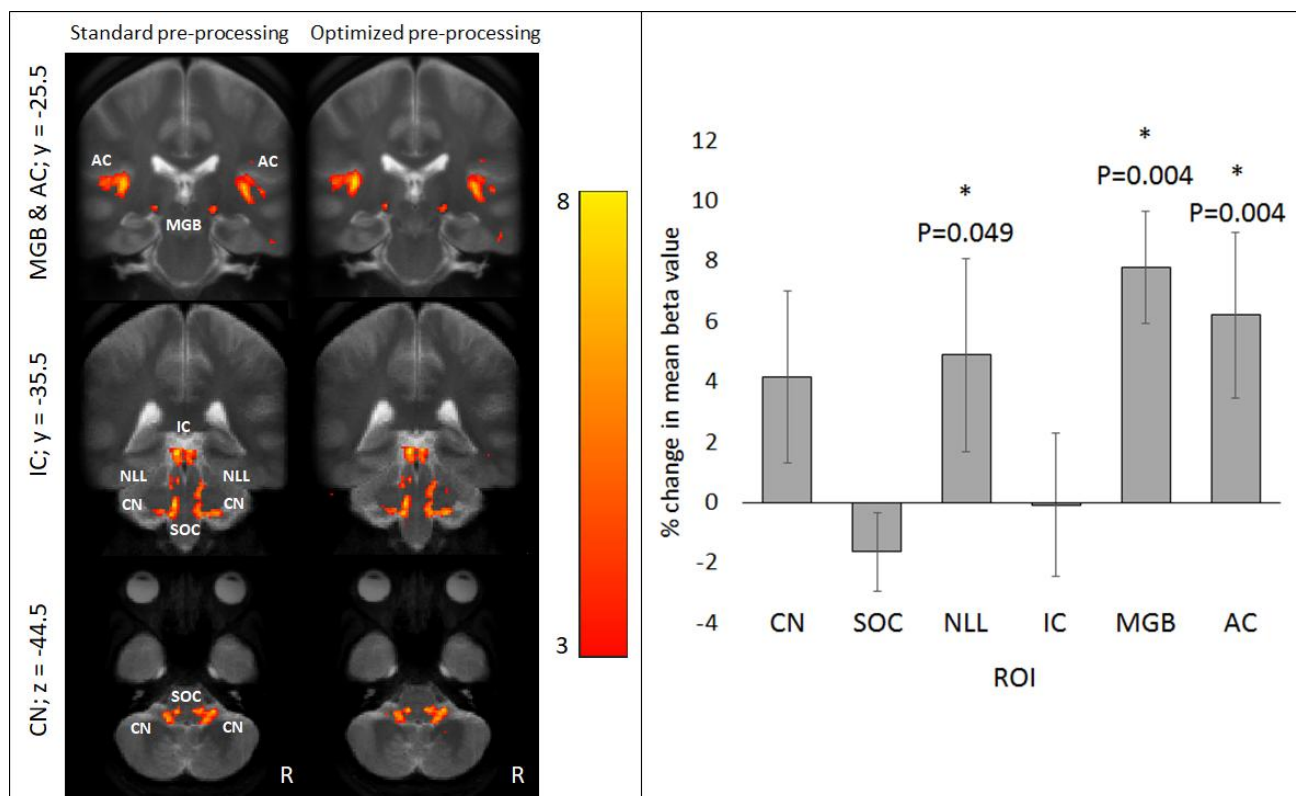 Standard pre-processing
Optimized pre-processing
MGB & AC; y = -25.5
AC
AC
MGB
IC; y = -35.5
IC
NLL
NLL
CN
CN
SOC
CN; z = -44.5
SOC
CN
CN
R
R
8
3
% change in mean beta value
12
10
8
6
4
2
0
-2
-4
*
P=0.049
*
P=0.004
*
P=0.004
CN SOC NLL IC MGB AC
ROI